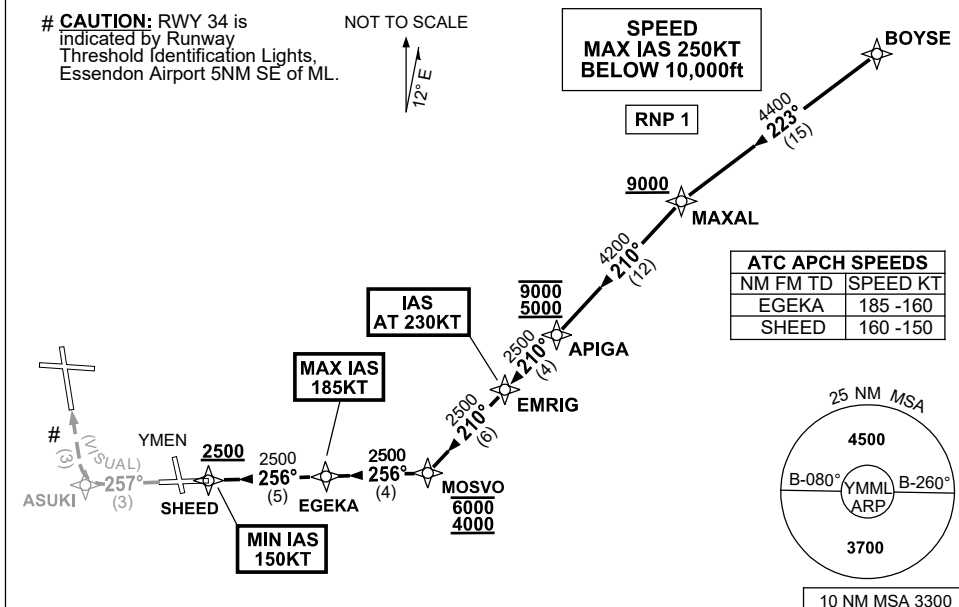 # CAUTION: RWY 34 is
indicated by Runway
Threshold Identification Lights,
Essendon Airport 5NM SE of ML.
NOT TO SCALE
12° E
SPEED
MAX IAS 250KT
BELOW 10,000ft
RNP 1
BOYSE
4400
223°
(15)
9000
MAXAL
4200
210°
(12)
ATC APCH SPEEDS
NM FM TD SPEED KT
EGEKA 185 -160
SHEED 160 -150
9000
5000
APIGA
IAS
AT 230KT
2500
210°
(4)
EMRIG
MAX IAS
185KT
2500
210°
(6)
MOSVO
6000
4000
2500
256°
(4)
EGEKA
2500
256°
(5)
2500
SHEED
MIN IAS
150KT
YMEN
(VISUAL)
257°
(3)
ASUKI
#
(3)
25 NM MSA
4500
B-080°
YMML
ARP
B-260°
3700
10 NM MSA 3300